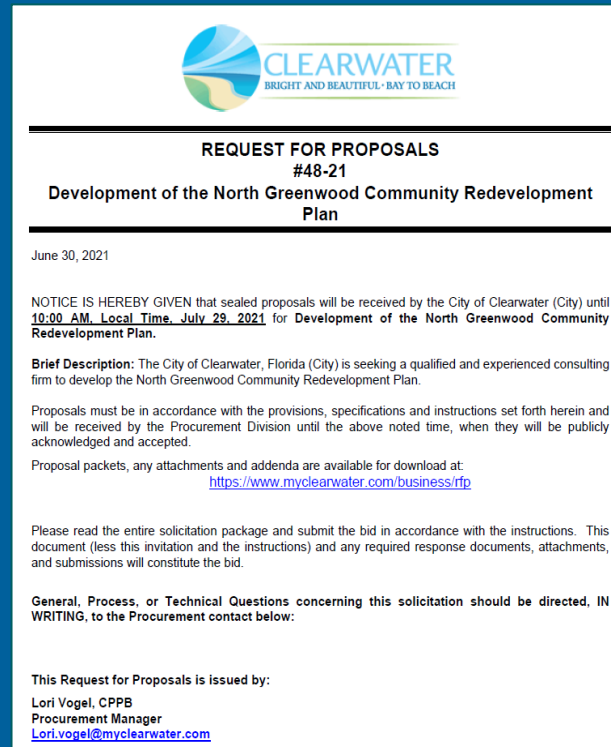 CLEARWATER
BRIGHT AND BEAUTIFUL • BAY TO BEACH
REQUEST FOR PROPOSALS
#48-21
Development of the North Greenwood Community Redevelopment
Plan
June 30, 2021
NOTICE IS HEREBY GIVEN that sealed proposals will be received by the City of Clearwater (City) until
10:00 AM, Local Time, July 29, 2021 for Development of the North Greenwood Community
Redevelopment Plan.
Brief Description: The City of Clearwater, Florida (City) is seeking a qualified and experienced consulting
firm to develop the North Greenwood Community Redevelopment Plan.
Proposals must be in accordance with the provisions, specifications and instructions set forth herein and
will be received by the Procurement Division until the above noted time, when they will be publicly
acknowledged and accepted.
Proposal packets, any attachments and addenda are available for download at:
https://www.myclearwater.com/business/rfp
Please read the entire solicitation package and submit the bid in accordance with the instructions. This
document (less this invitation and the instructions) and any required response documents, attachments,
and submissions will constitute the bid.
General, Process, or Technical Questions concerning this solicitation should be directed, IN
WRITING, to the Procurement contact below:
This Request for Proposals is issued by:
Lori Vogel, CPPB
Procurement Manager
Lori.vogel@myclearwater.com